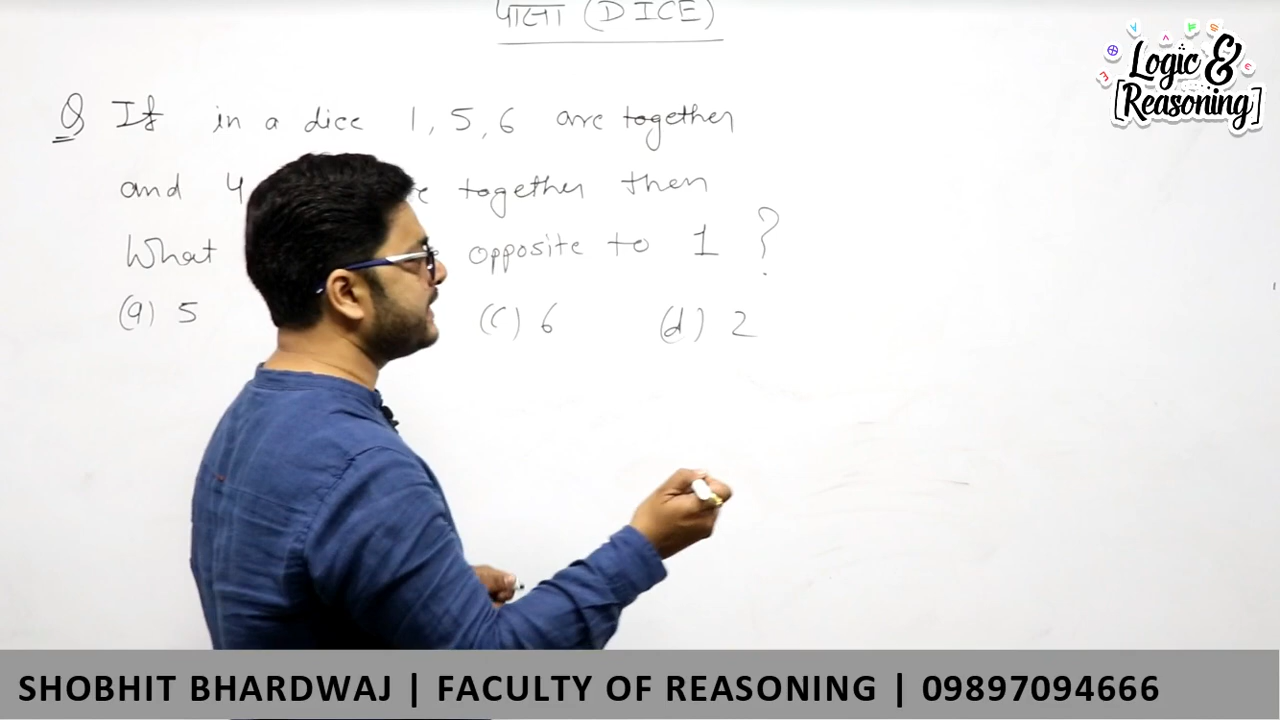 पासा (DICE)
Q If in a dice 1, 5, 6 are together
and 4 together then
What opposite to 1 ?
(a) 5 (c) 6 (d) 2
Logic &
[Reasoning]
SHOBHIT BHARDWAJ | FACULTY OF REASONING | 09897094666